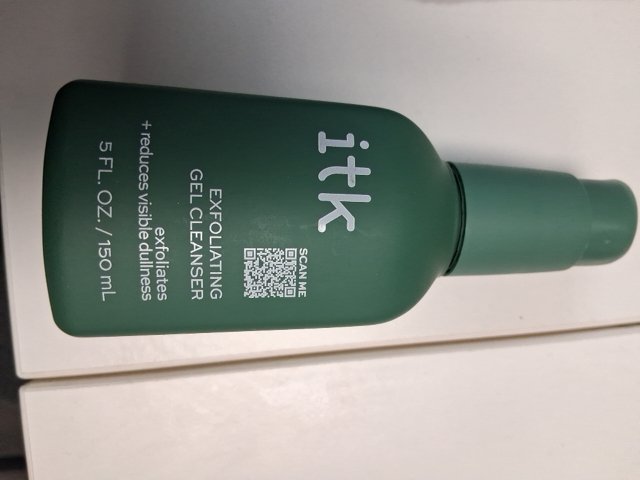 itk
SCAN ME
EXFOLIATING
GEL CLEANSER
exfoliates
+ reduces visible dullness
5 FL. OZ. / 150 mL